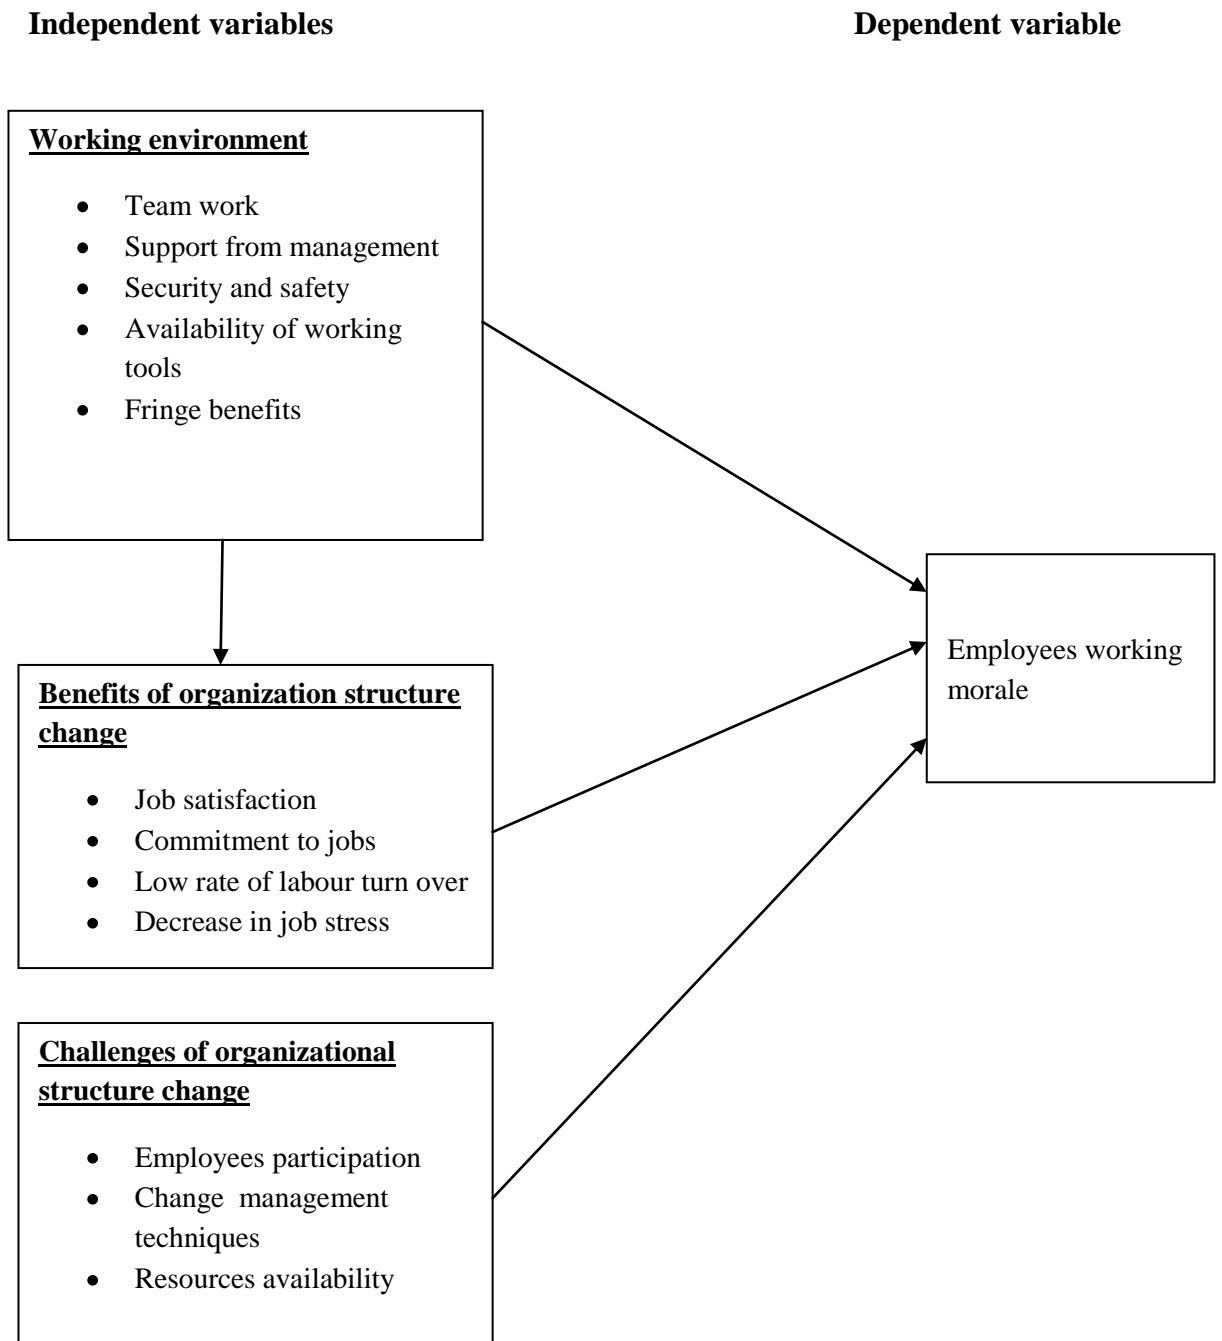 Independent variables
Dependent variable
Working environment
• Team work
• Support from management
• Security and safety
• Availability of working
tools
• Fringe benefits
Benefits of organization structure
change
• Job satisfaction
• Commitment to jobs
• Low rate of labour turn over
• Decrease in job stress
Employees working
morale
Challenges of organizational
structure change
• Employees participation
• Change management
techniques
• Resources availability